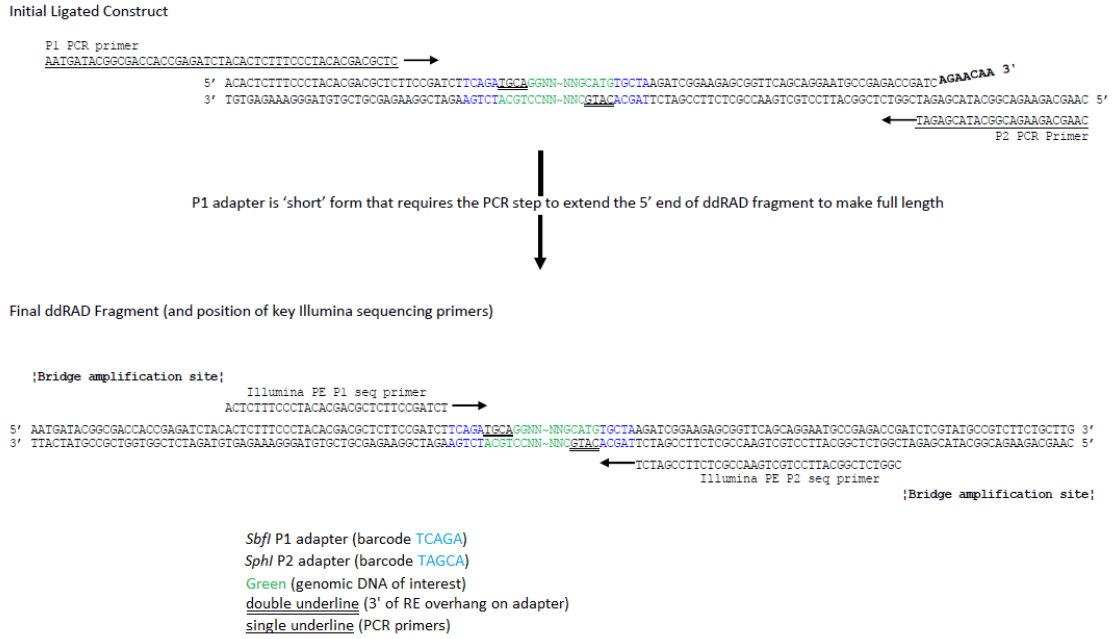 Initial Ligated Construct
P1 PCR primer
AATGATACGGCGACCACCGAGATCTACACTCTTTCCCTACACGACGCTC
5' ACACTCTTTCCCTACACGACGCTCTTCCGATCTTCAGATGCAGGNN~NNGCATGTGCTAAGATCGGAAGAGCGGTTCAGCAGGAATGCCGAGACCGATCAGAACAA 3'
3' TGTGAGAAAGGGATGTGCTGCGAGAAGGCTAGAAGTCTACGTCCNN~NNCGTACACGATTCTAGCCTTCTCGCCAAGTCGTCCTTACGGCTCTGGCTAGAGCATACGGCAGAAGACGAAC 5'
TAGAGCATACGGCAGAAGACGAAC
P2 PCR Primer
P1 adapter is 'short' form that requires the PCR step to extend the 5' end of ddRAD fragment to make full length
Final ddRAD Fragment (and position of key Illumina sequencing primers)
¦Bridge amplification site¦
Illumina PE P1 seq primer
ACTCTTTCCCTACACGACGCTCTTCCGATCT
5' AATGATACGGCGACCACCGAGATCTACACTCTTTCCCTACACGACGCTCTTCCGATCTTCAGATGCAGGNN~NNGCATGTGCTAAGATCGGAAGAGCGGTTCAGCAGGAATGCCGAGACCGATCTCGTATGCCGTCTTCTGCTTG 3'
3' TTACTATGCCGCTGGTGGCTCTAGATGTGAGAAAGGGATGTGCTGCGAGAAGGCTAGAAGTCTACGTCCNN~NNCGTACACGATTCTAGCCTTCTCGCCAAGTCGTCCTTACGGCTCTGGCTAGAGCATACGGCAGAAGACGAAC 5'
TCTAGCCTTCTCGCCAAGTCGTCCTTACGGCTCTGGC
Illumina PE P2 seq primer
¦Bridge amplification site¦
SbfI P1 adapter (barcode TCAGA)
SphI P2 adapter (barcode TAGCA)
Green (genomic DNA of interest)
double underline (3' of RE overhang on adapter)
single underline (PCR primers)